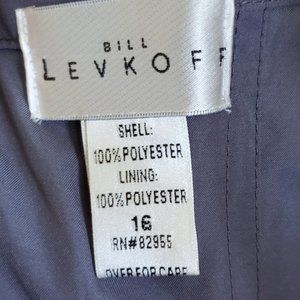 BILL
LEVKOFF
SHELL:
100% POLYESTER
LINING:
100% POLYESTER
16
RN#82955
OVER FOR CARE